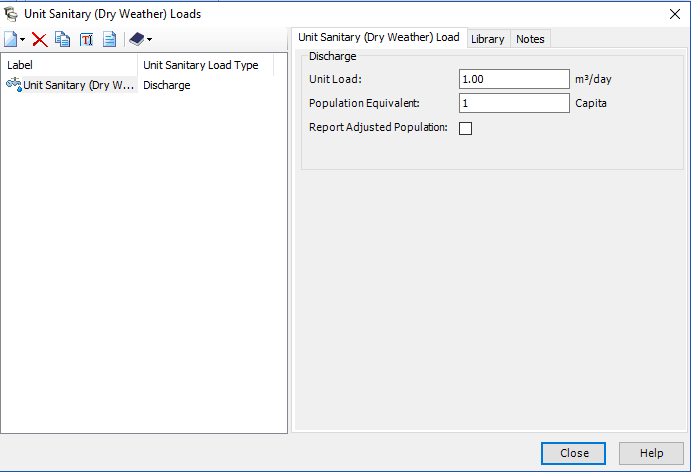 Unit Sanitary (Dry Weather) Loads
Label
Unit Sanitary Load Type
Unit Sanitary (Dry W...
Discharge
Unit Sanitary (Dry Weather) Load
Library
Notes
Discharge
Unit Load:
1.00
m³/day
Population Equivalent:
1
Capita
Report Adjusted Population:
Close
Help